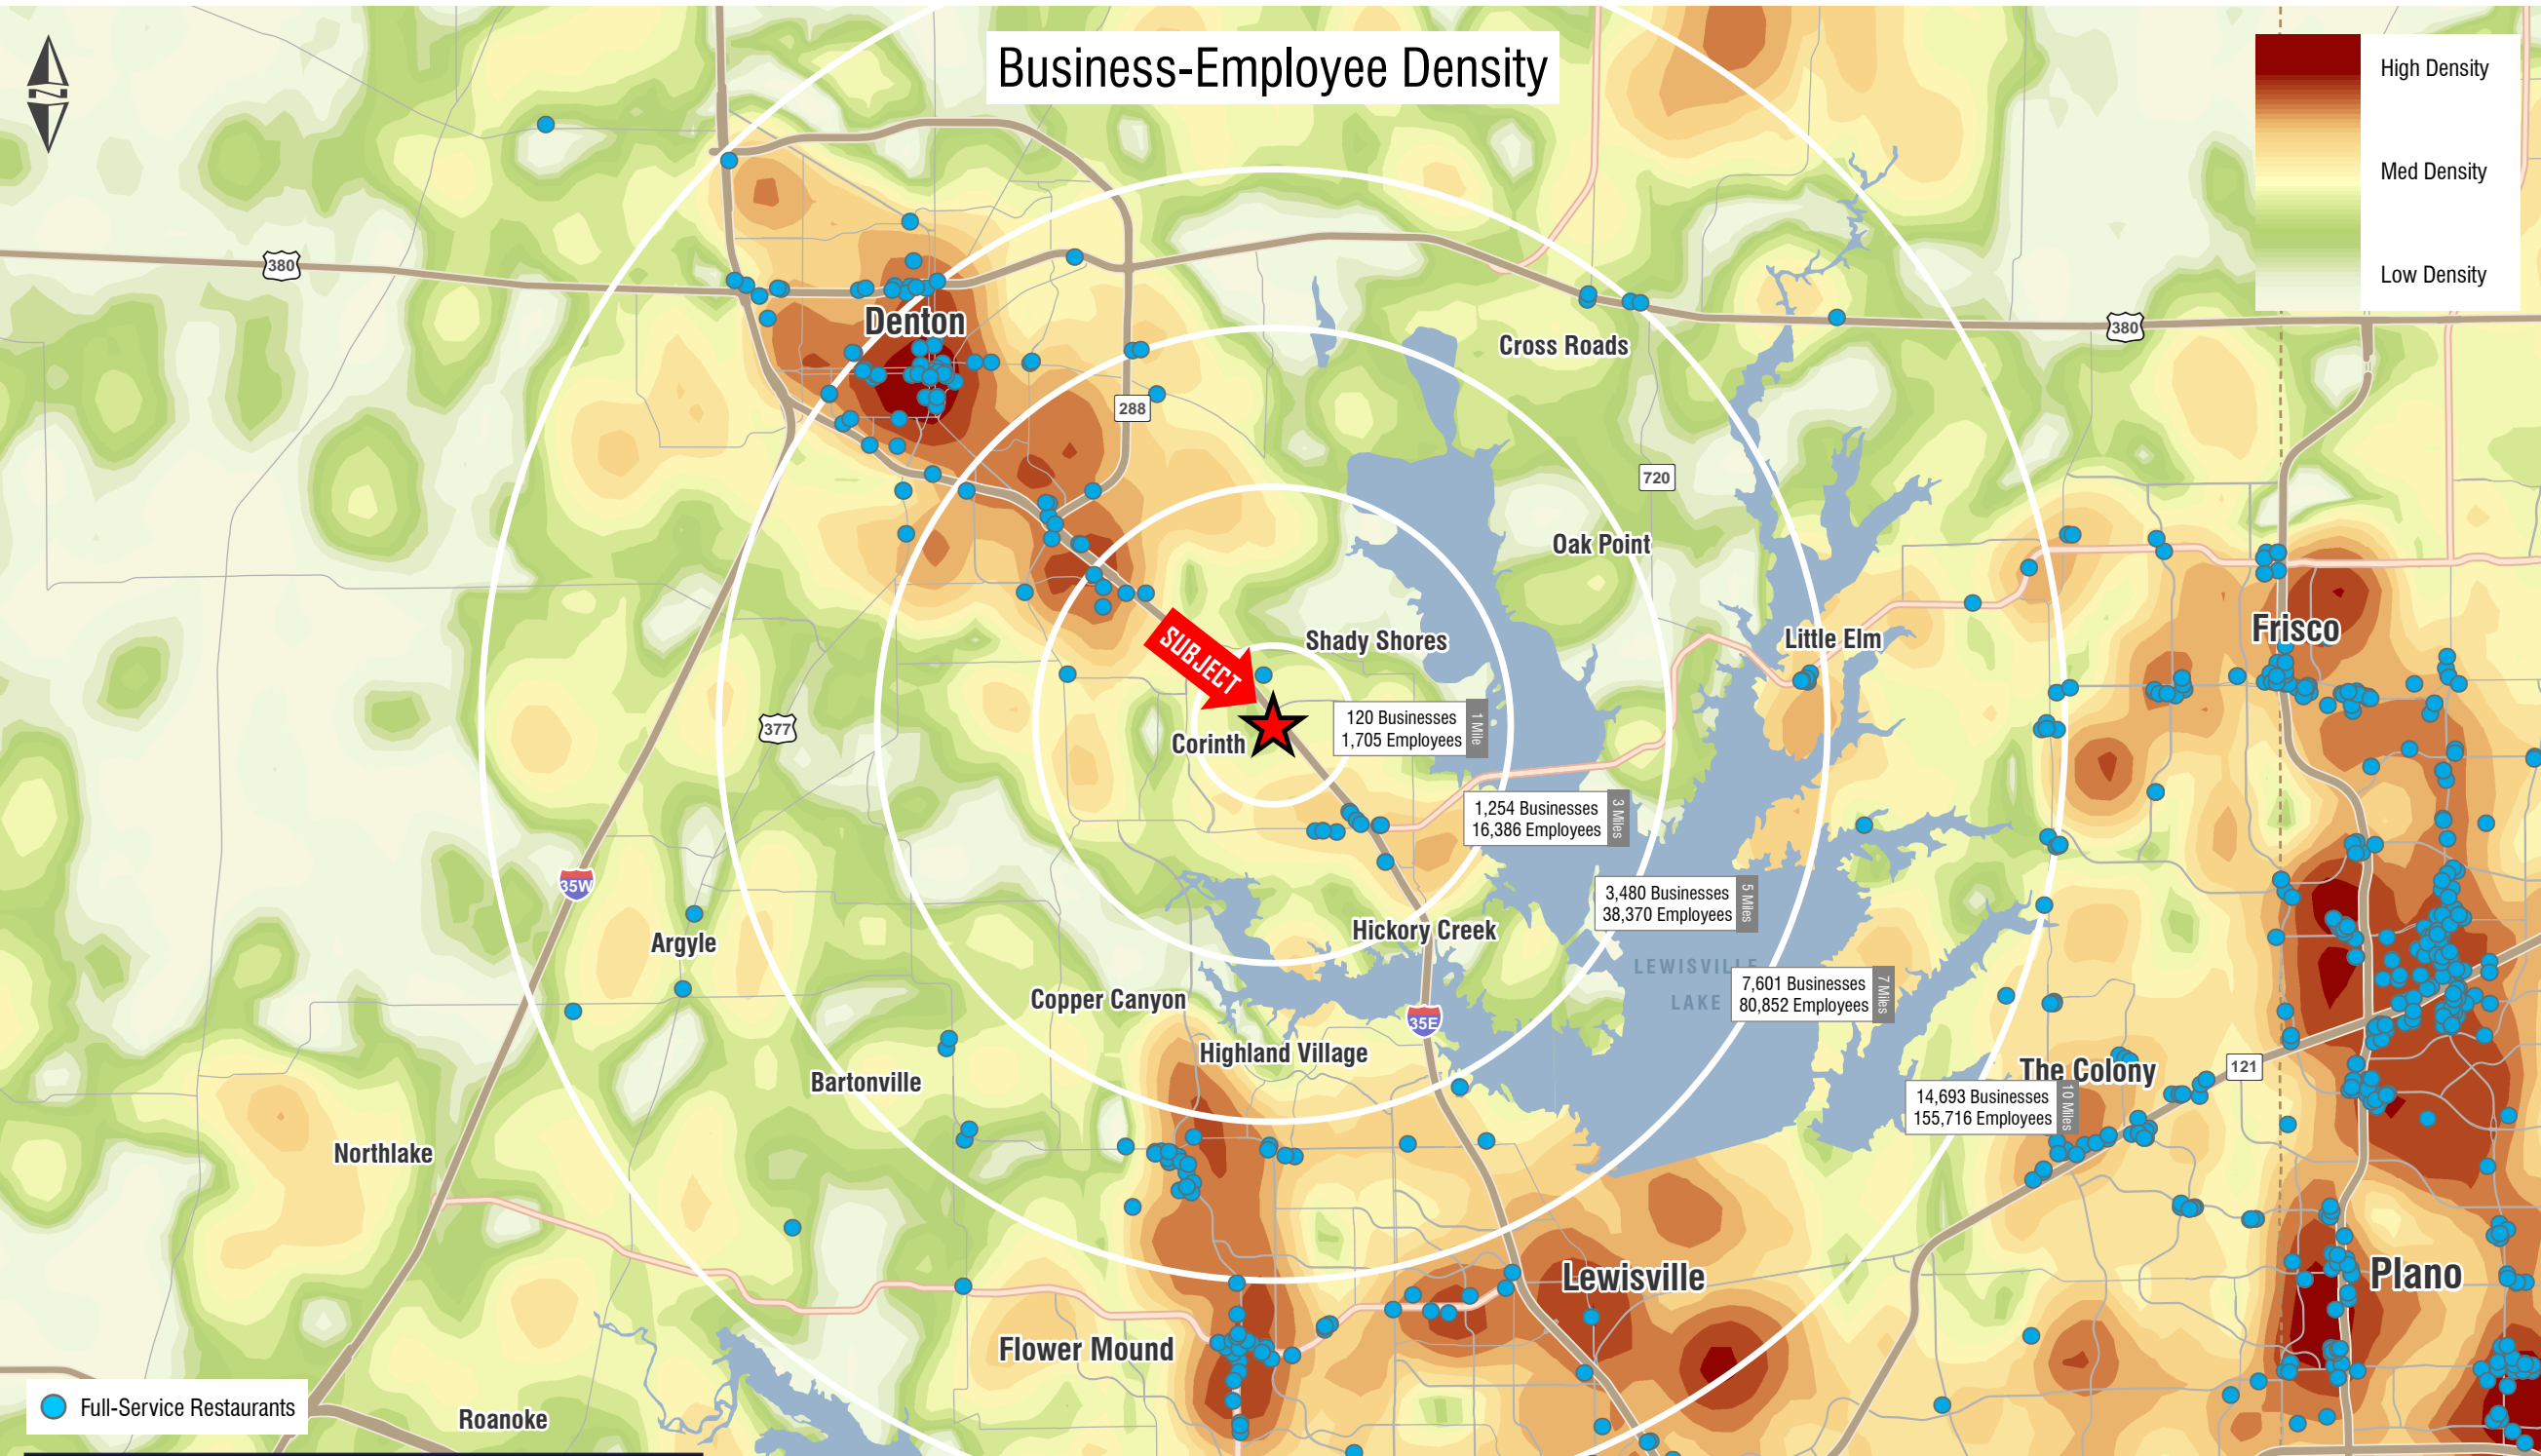 Business-Employee Density
High Density
Med Density
Low Density
N
380
Denton
288
Cross Roads
380
720
Oak Point
Frisco
Shady Shores
Little Elm
SUBJECT
Corinth
120 Businesses
1,705 Employees
1 Mile
377
1,254 Businesses
16,386 Employees
3 Miles
35W
3,480 Businesses
38,370 Employees
5 Miles
Argyle
Hickory Creek
LEWISVILLE
LAKE
7,601 Businesses
80,852 Employees
7 Miles
Copper Canyon
35E
Highland Village
Bartonville
The Colony
121
14,693 Businesses
155,716 Employees
10 Miles
Northlake
Lewisville
Plano
Flower Mound
Full-Service Restaurants
Roanoke